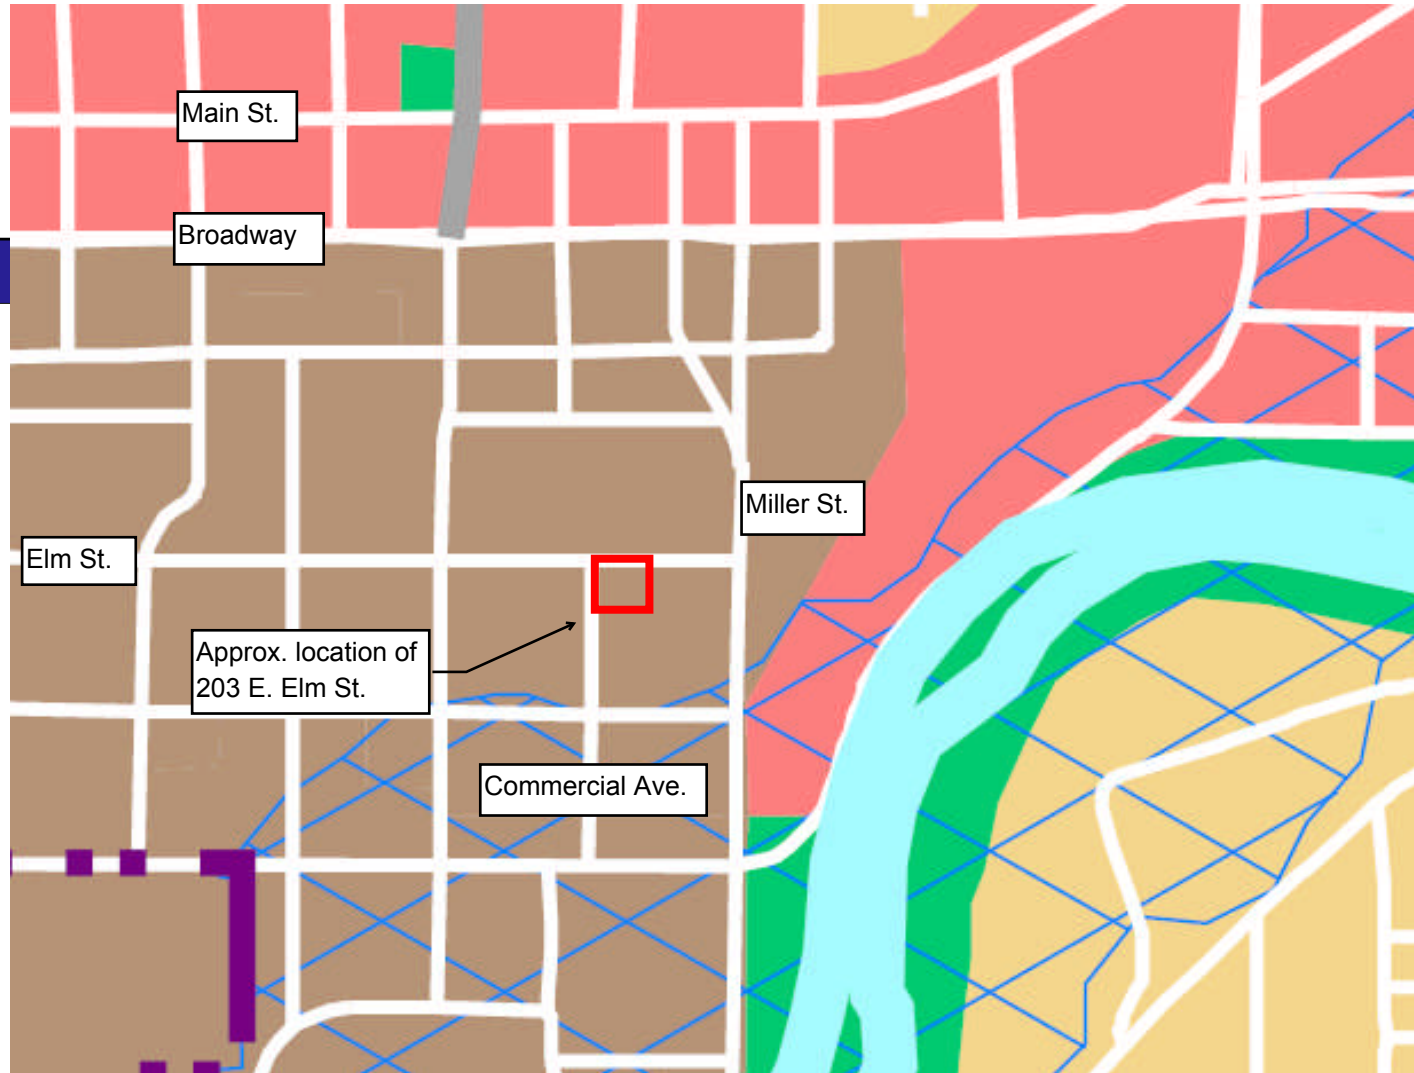 Main St.
Broadway
Miller St.
Elm St.
Approx. location of
203 E. Elm St.
Commercial Ave.